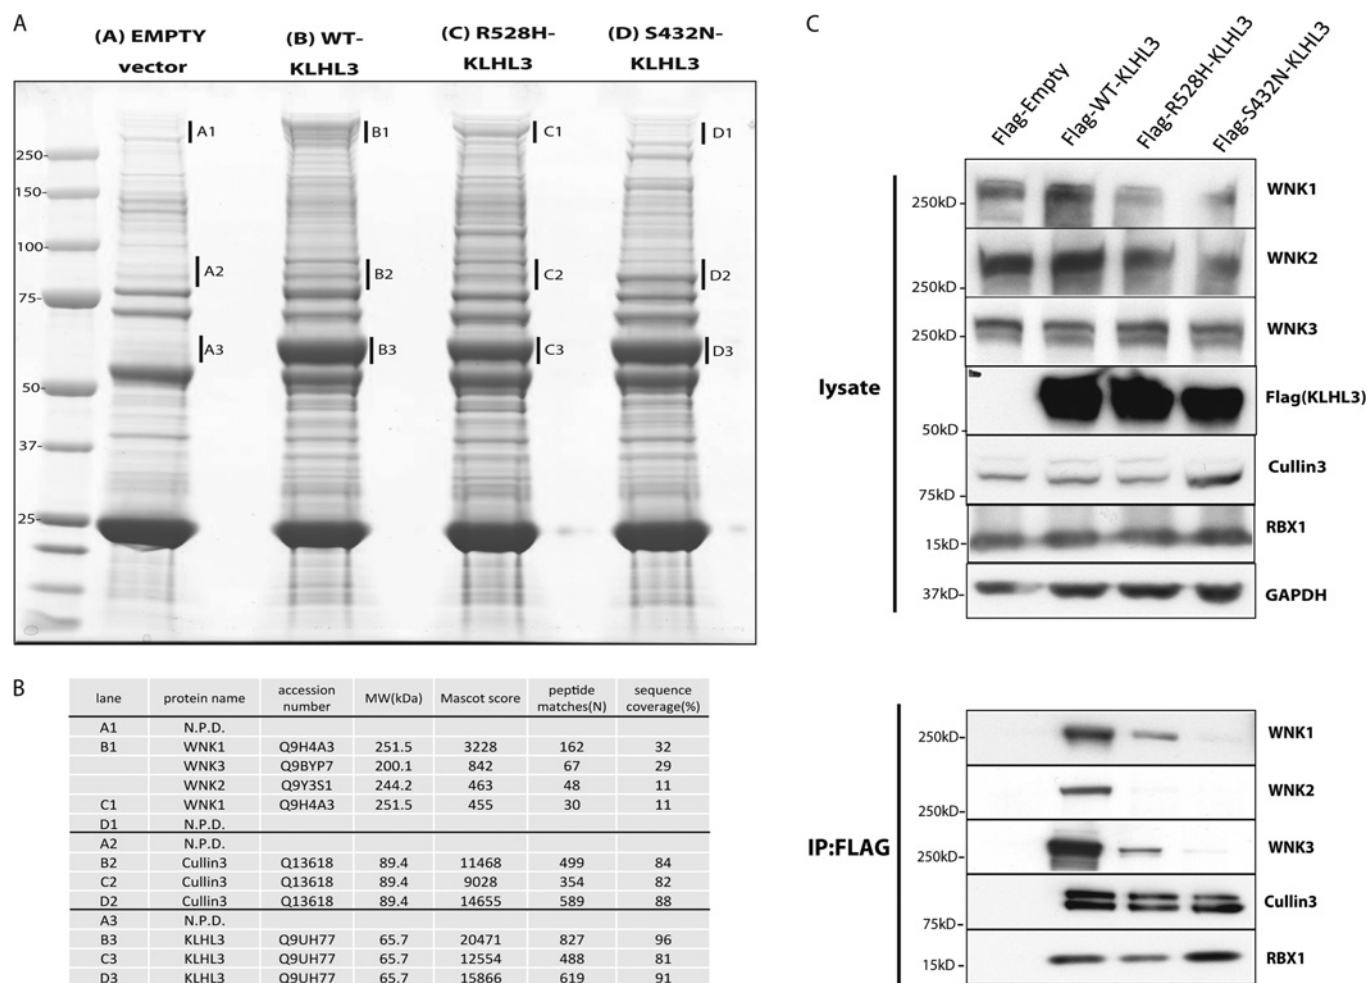 A
(A) EMPTY
vector
(B) WT-
KLHL3
(C) R528H-
KLHL3
(D) S432N-
KLHL3
250-
150-
100-
75-
50-
37-
25-
A1
B1
C1
D1
A2
B2
C2
D2
A3
B3
C3
D3
B
lane protein name accession number MW(kDa) Mascot score peptide matches(N) sequence coverage(%)
A1 N.P.D.
B1 WNK1 Q9H4A3 251.5 3228 162 32
WNK3 Q9BYP7 200.1 842 67 29
WNK2 Q9Y3S1 244.2 463 48 11
C1 WNK1 Q9H4A3 251.5 455 30 11
D1 N.P.D.
A2 N.P.D.
B2 Cullin3 Q13618 89.4 11468 499 84
C2 Cullin3 Q13618 89.4 9028 354 82
D2 Cullin3 Q13618 89.4 14655 589 88
A3 N.P.D.
B3 KLHL3 Q9UH77 65.7 20471 827 96
C3 KLHL3 Q9UH77 65.7 12554 488 81
D3 KLHL3 Q9UH77 65.7 15866 619 91
C
Flag-Empty
Flag-WT-KLHL3
Flag-R528H-KLHL3
Flag-S432N-KLHL3
lysate
250kD- WNK1
250kD- WNK2
250kD- WNK3
50kD- Flag(KLHL3)
75kD- Cullin3
15kD- RBX1
37kD- GAPDH
IP:FLAG
250kD- WNK1
250kD- WNK2
250kD- WNK3
75kD- Cullin3
15kD- RBX1